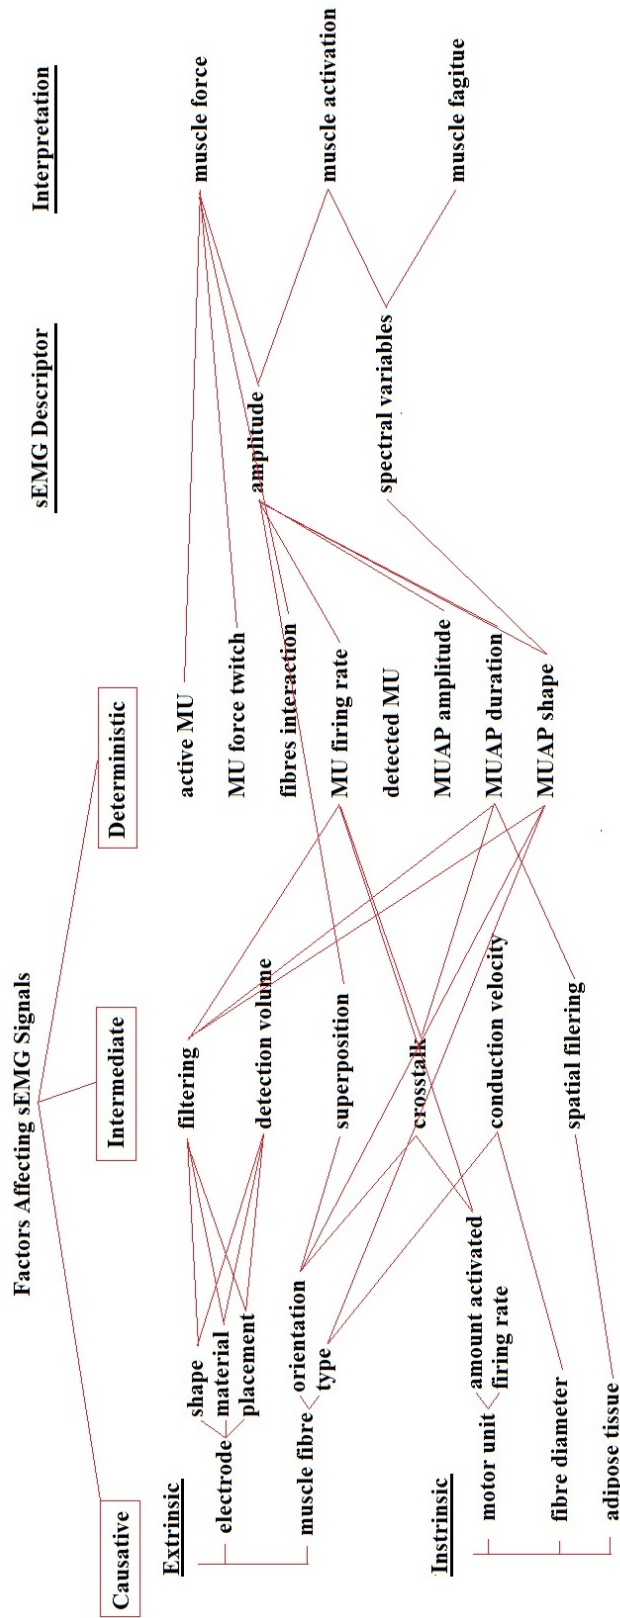 Factors Affecting sEMG Signals
Causative
Intermediate
Deterministic
sEMG Descriptor
Interpretation
Extrinsic
electrode
shape
material
placement
muscle fibre
orientation
type
Instrinsic
motor unit
amount activated
firing rate
fibre diameter
adipose tissue
filtering
detection volume
superposition
crosstalk
conduction velocity
spatial filering
active MU
MU force twitch
fibres interaction
MU firing rate
detected MU
MUAP amplitude
MUAP duration
MUAP shape
amplitude
spectral variables
muscle force
muscle activation
muscle fagitue